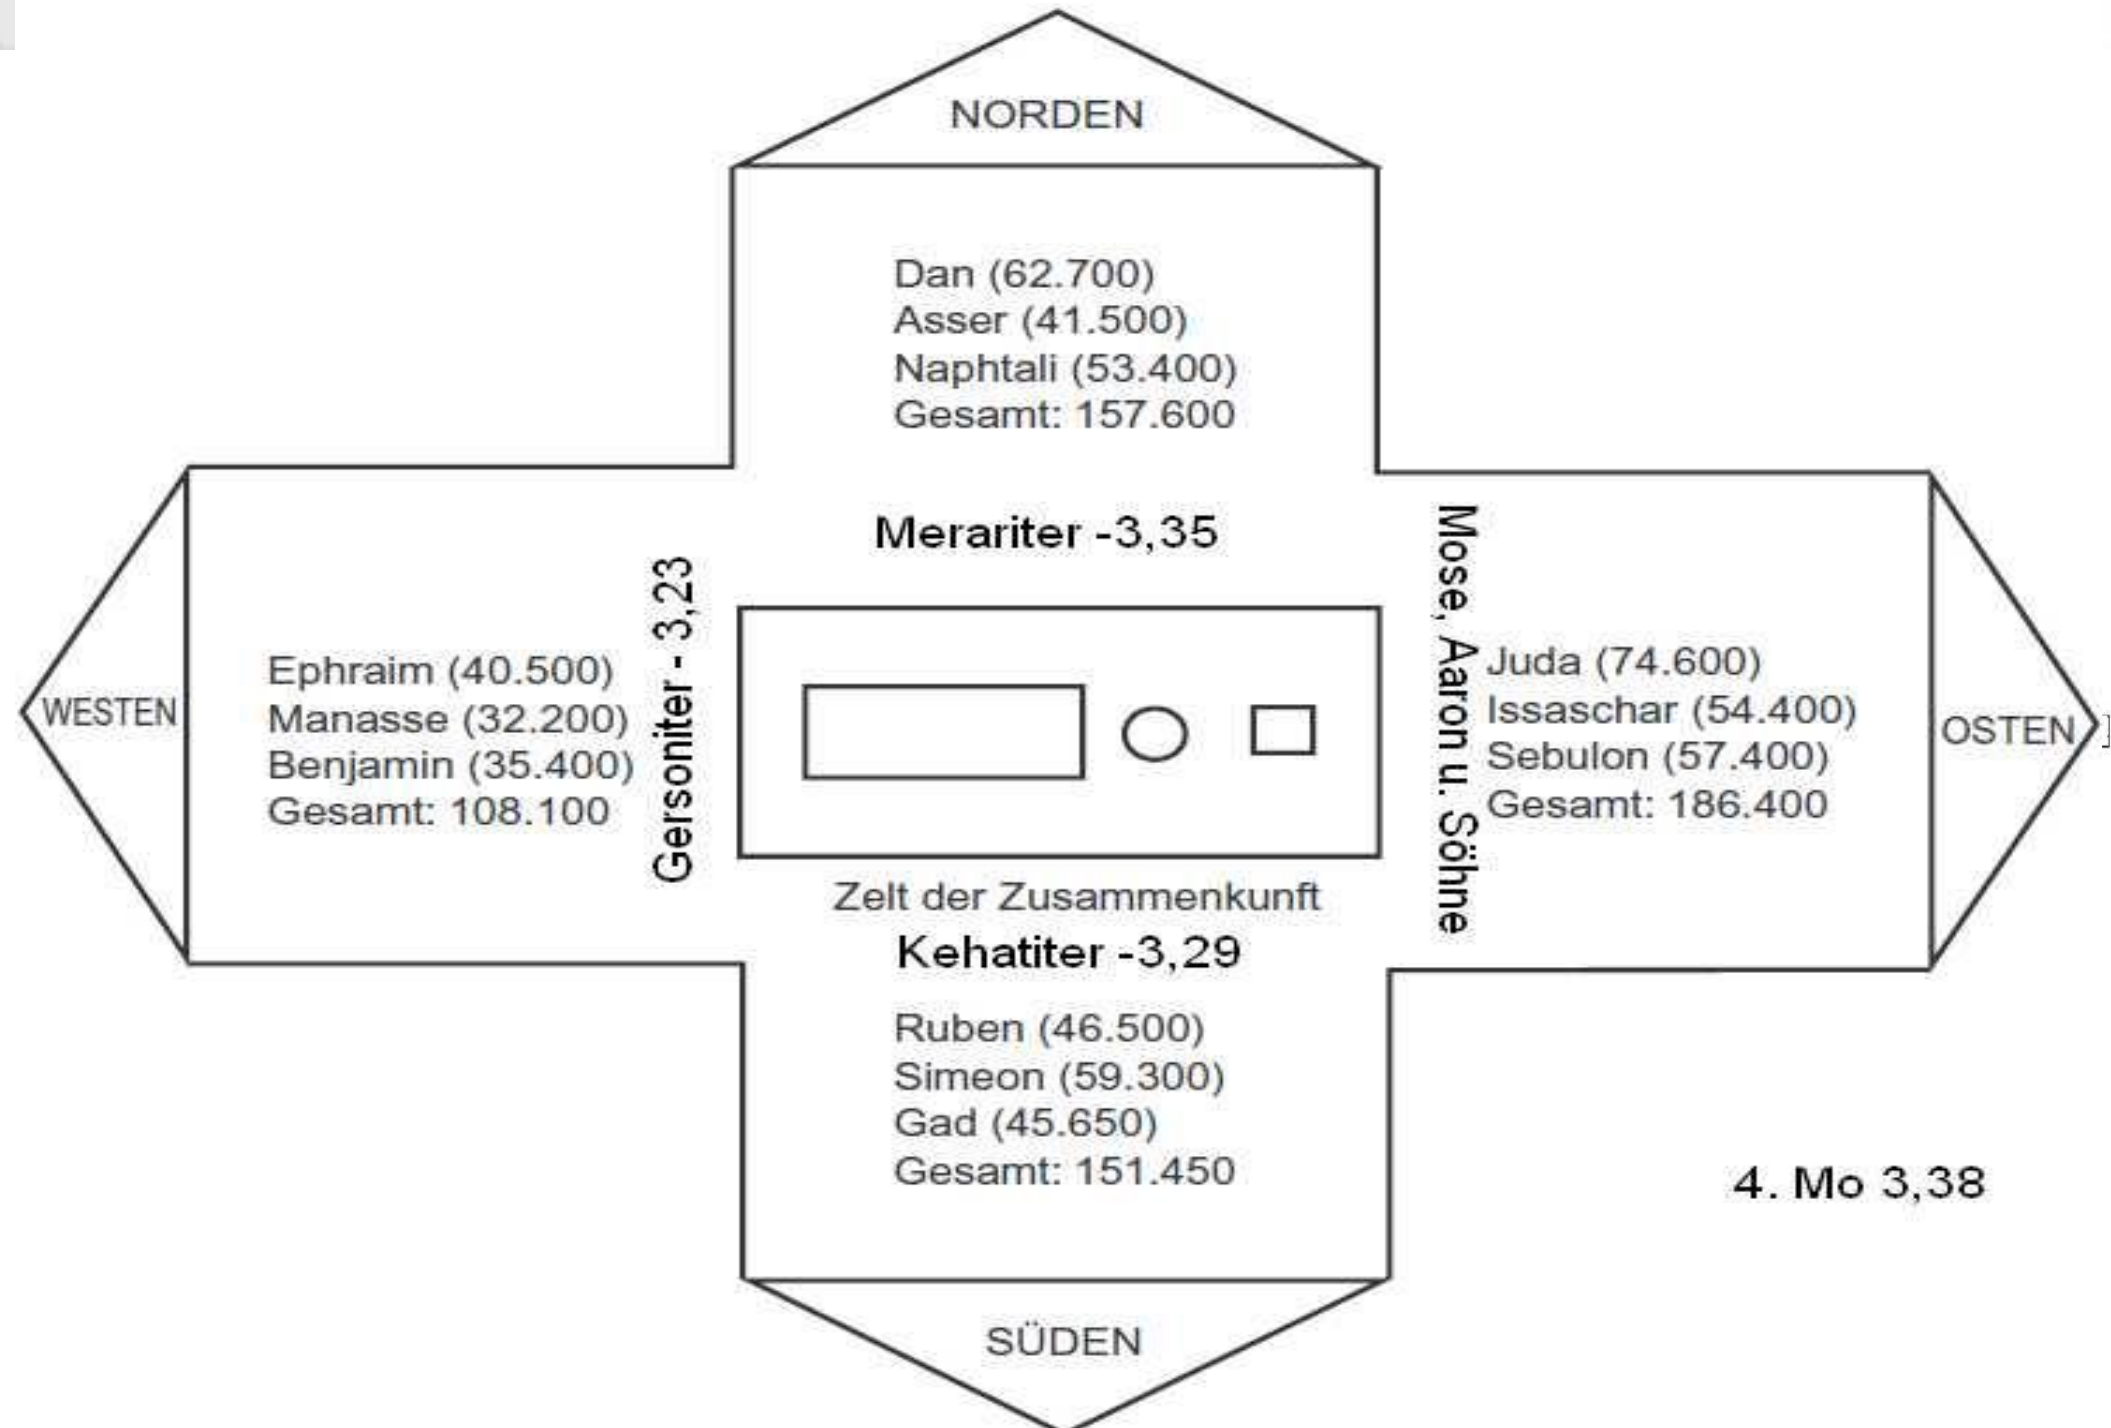 NORDEN
Dan (62.700)
Asser (41.500)
Naphtali (53.400)
Gesamt: 157.600
Merariter -3,35
WESTEN
Ephraim (40.500)
Manasse (32.200)
Benjamin (35.400)
Gesamt: 108.100
Gersoniter - 3,23
Zelt der Zusammenkunft
Kehatiter -3,29
Mose, Aaron u. Söhne
Juda (74.600)
Issaschar (54.400)
Sebulon (57.400)
Gesamt: 186.400
OSTEN
Ruben (46.500)
Simeon (59.300)
Gad (45.650)
Gesamt: 151.450
4. Mo 3,38
SÜDEN